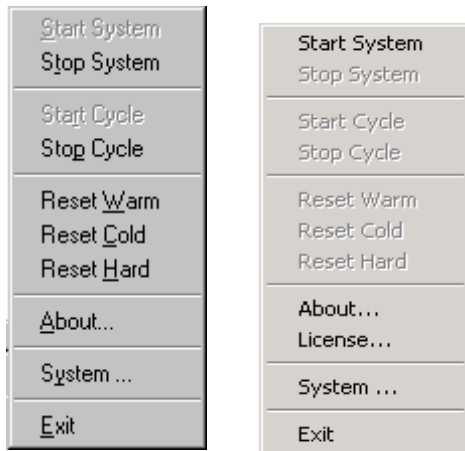 Start System
Stop System
Start Cycle
Stop Cycle
Reset Warm
Reset Cold
Reset Hard
About...
System ...
Exit
Start System
Stop System
Start Cycle
Stop Cycle
Reset Warm
Reset Cold
Reset Hard
About...
License...
System ...
Exit